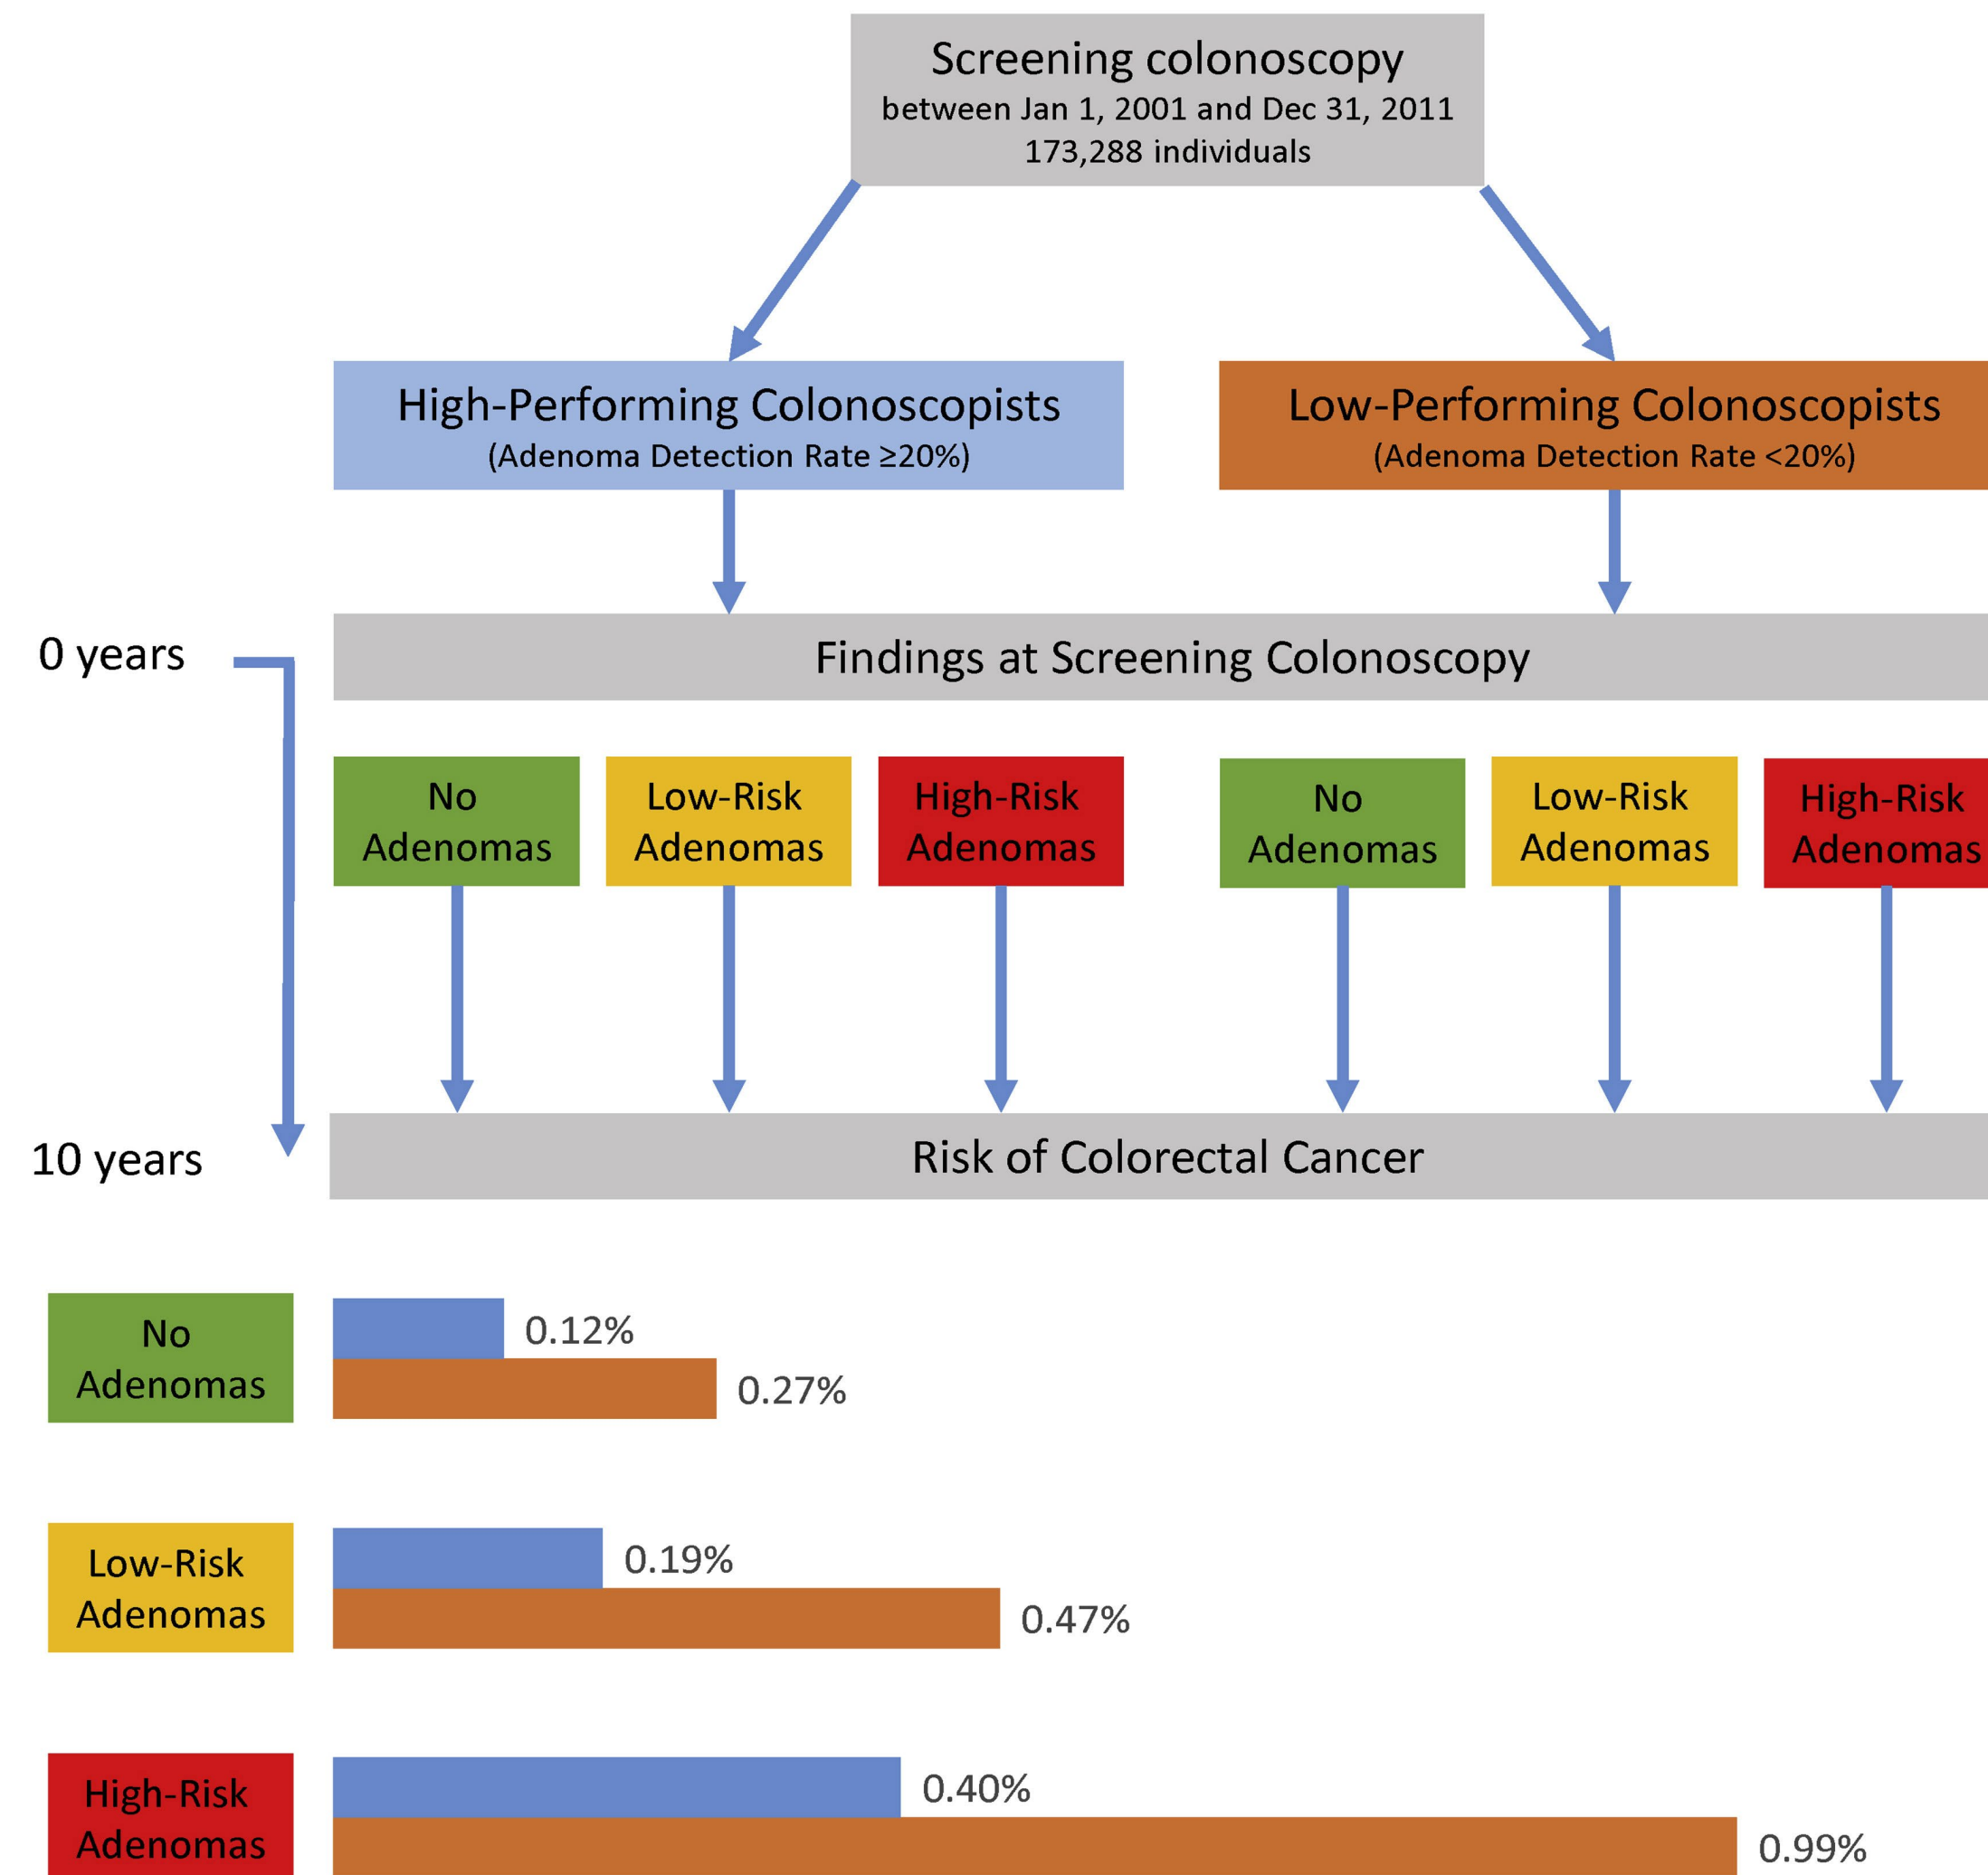 Screening colonoscopy
between Jan 1, 2001 and Dec 31, 2011
173,288 individuals
High-Performing Colonoscopists
(Adenoma Detection Rate ≥20%)
Low-Performing Colonoscopists
(Adenoma Detection Rate <20%)
0 years
Findings at Screening Colonoscopy
No
Adenomas
Low-Risk
Adenomas
High-Risk
Adenomas
No
Adenomas
Low-Risk
Adenomas
High-Risk
Adenomas
10 years
Risk of Colorectal Cancer
No
Adenomas
0.12%
0.27%
Low-Risk
Adenomas
0.19%
0.47%
High-Risk
Adenomas
0.40%
0.99%